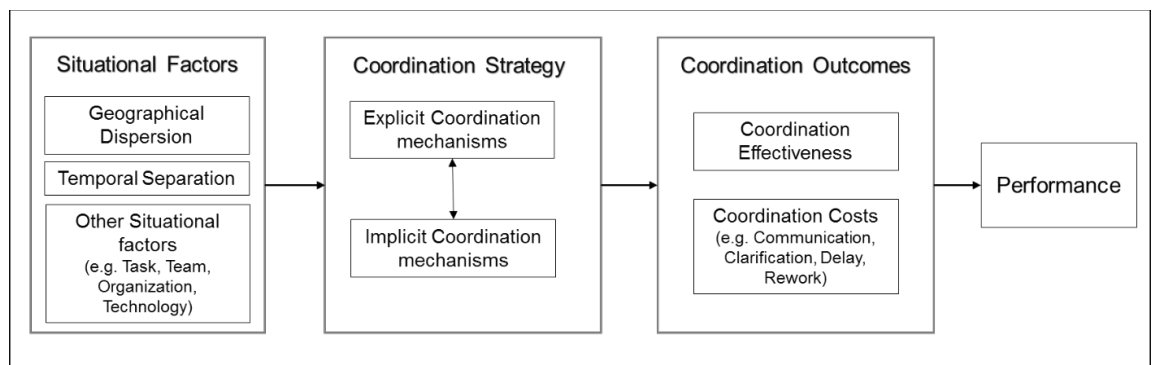 Situational Factors
Geographical
Dispersion
Temporal Separation
Other Situational
factors
(e.g. Task, Team,
Organization,
Technology)
Coordination Strategy
Explicit Coordination
mechanisms
Implicit Coordination
mechanisms
Coordination Outcomes
Coordination
Effectiveness
Coordination Costs
(e.g. Communication,
Clarification, Delay,
Rework)
Performance